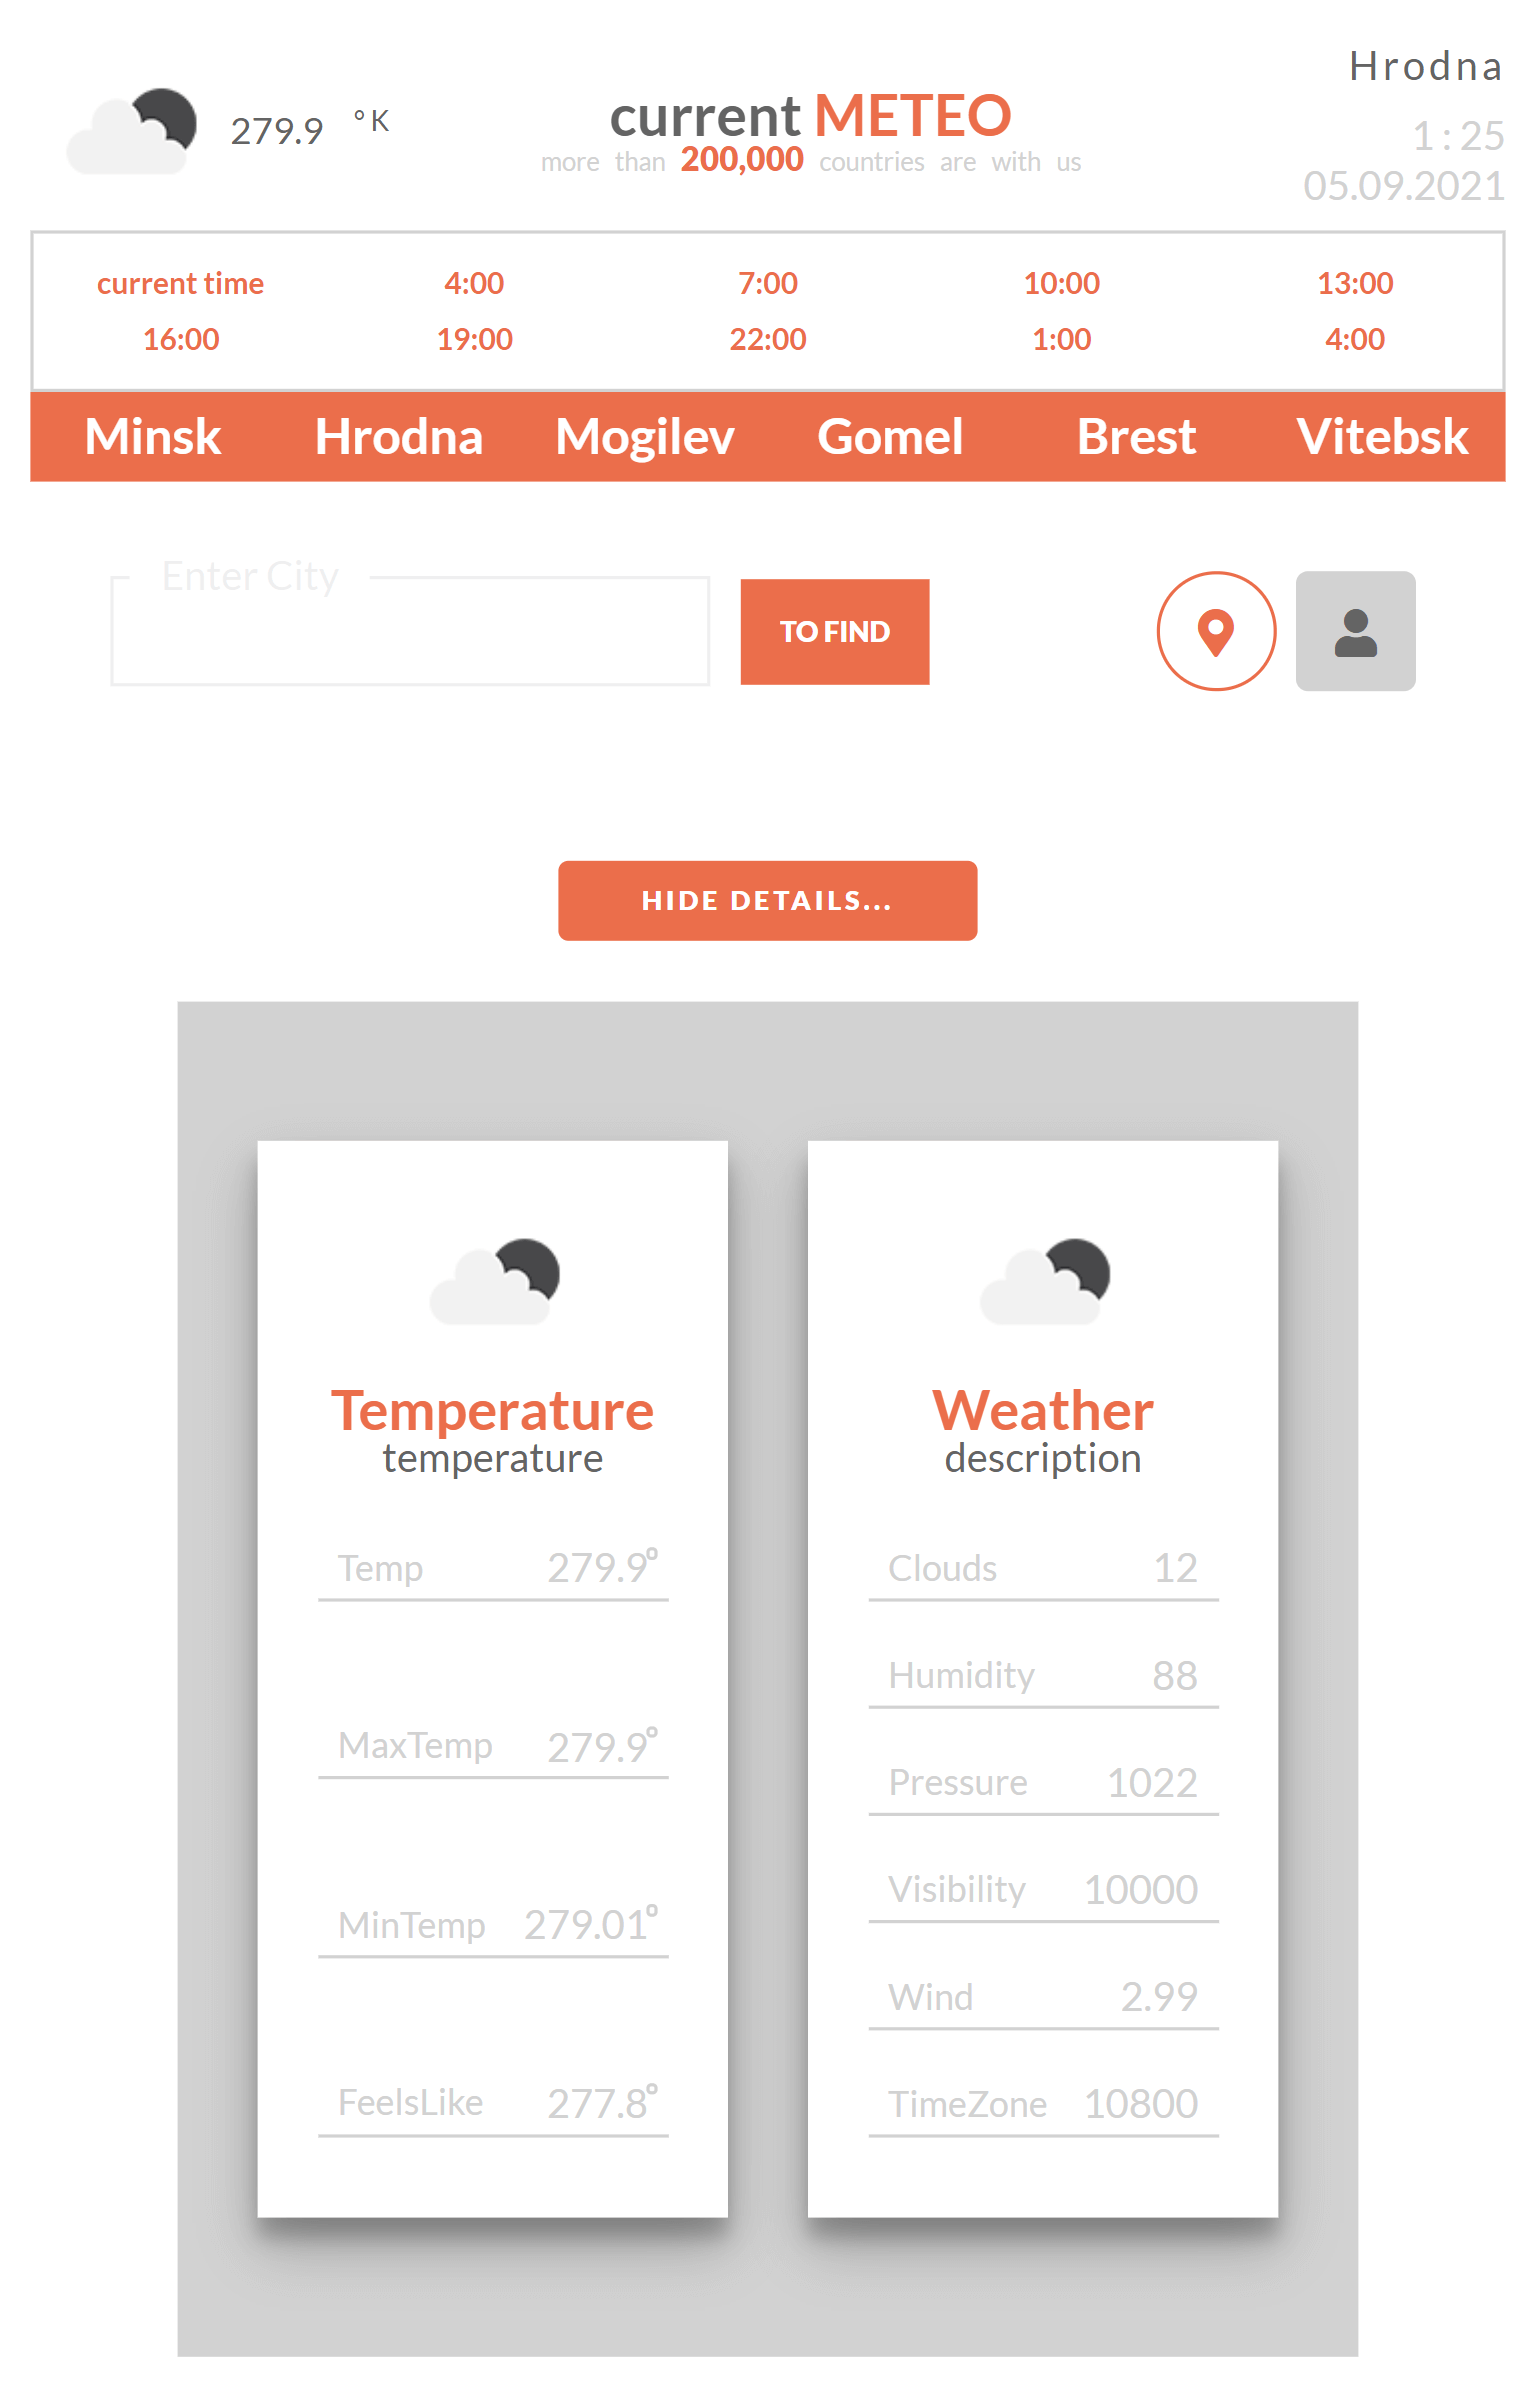 279.9 °K
current METEO
more than 200,000 countries are with us
Hrodna
1 : 25
05.09.2021
current time 4:00 7:00 10:00 13:00
16:00 19:00 22:00 1:00 4:00
Minsk Hrodna Mogilev Gomel Brest Vitebsk
Enter City
TO FIND
HIDE DETAILS...
Temperature
temperature
Temp 279.9°
MaxTemp 279.9°
MinTemp 279.01°
FeelsLike 277.8°
Weather
description
Clouds 12
Humidity 88
Pressure 1022
Visibility 10000
Wind 2.99
TimeZone 10800